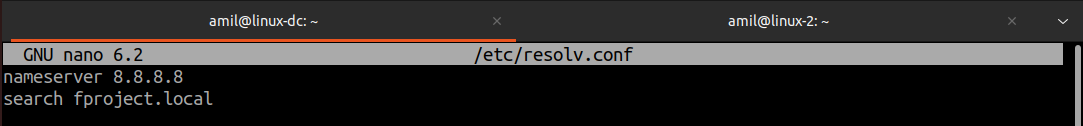 amil@linux-dc: ~ × amil@linux-2: ~ ×
GNU nano 6.2 /etc/resolv.conf
nameserver 8.8.8.8
search fproject.local